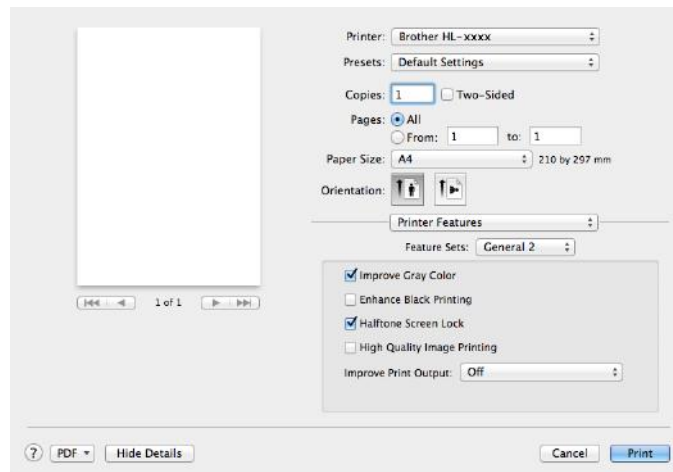 Printer: Brother HL-xxxx
Presets: Default Settings
Copies: 1 Two-Sided
Pages: All
From: 1 to: 1
Paper Size: A4 210 by 297 mm
Orientation:
Printer Features
Feature Sets: General 2
Improve Gray Color
1 of 1
Enhance Black Printing
Halftone Screen Lock
High Quality Image Printing
Improve Print Output: Off
? PDF Hide Details Cancel Print